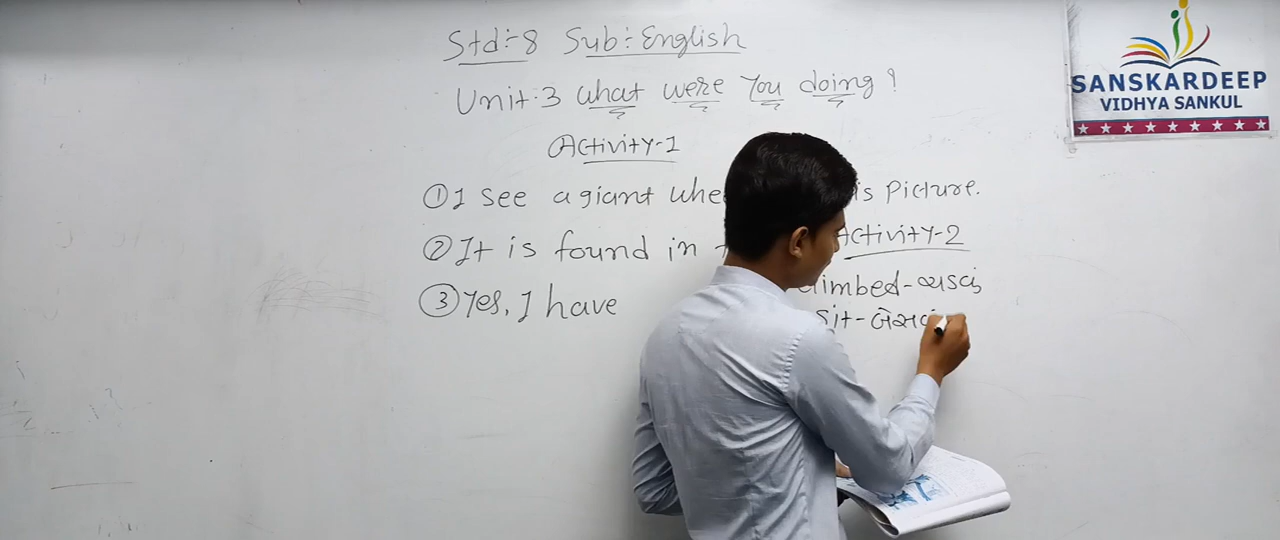 Std:-8 Sub:-English
Unit:3 What were You doing?
Activity-1
① I see a giant whe is Picture.
② It is found in
Activity-2
③ Yes, I have
limbed-
sit-બેસવું
SANSKARDEEP
VIDHYA SANKUL